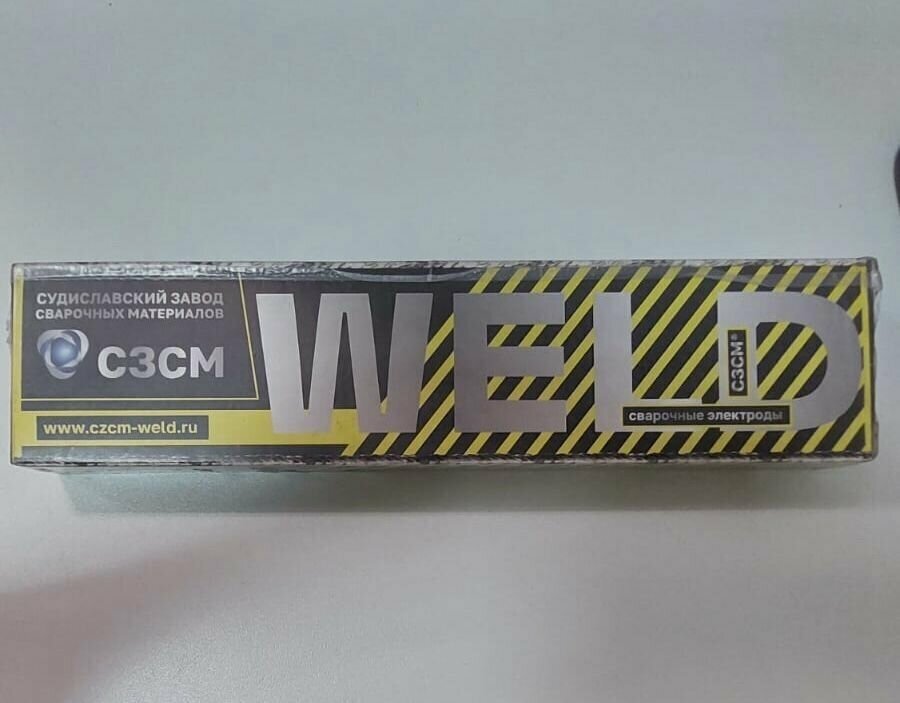 СУДИСЛАВСКИЙ ЗАВОД
СВАРОЧНЫХ МАТЕРИАЛОВ
СЗСМ
www.czcm-weld.ru
WELD
СЗСМ®
сварочные электроды